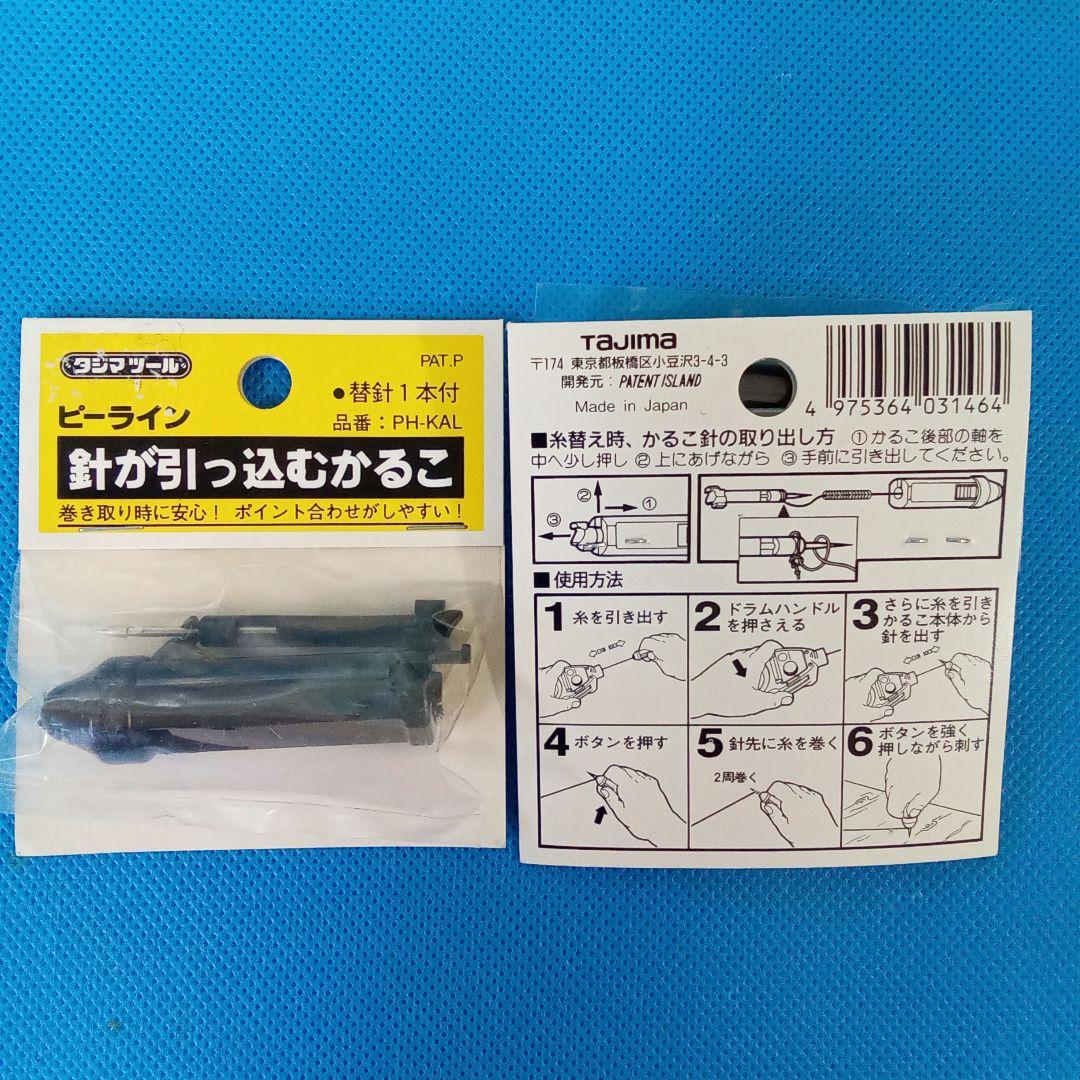 タジマツール
PAT.P
ピーライン
●替針1本付
品番：PH-KAL
針が引っ込むかるこ
巻き取り時に安心！ ポイント合わせがしやすい！
TaJIma
〒174 東京都板橋区小豆沢3-4-3
開発元：PATENT ISLAND
Made in Japan
4 975364 031464
■糸替え時、かるこ針の取り出し方 ①かるこ後部の軸を
中へ少し押し ②上にあげながら ③手前に引き出してください。
②
①
③
■使用方法
1 糸を引き出す
2 ドラムハンドル
を押さえる
3 さらに糸を引き
かるこ本体から
針を出す
4 ボタンを押す
5 針先に糸を巻く
2周巻く
6 ボタンを強く
押しながら刺す